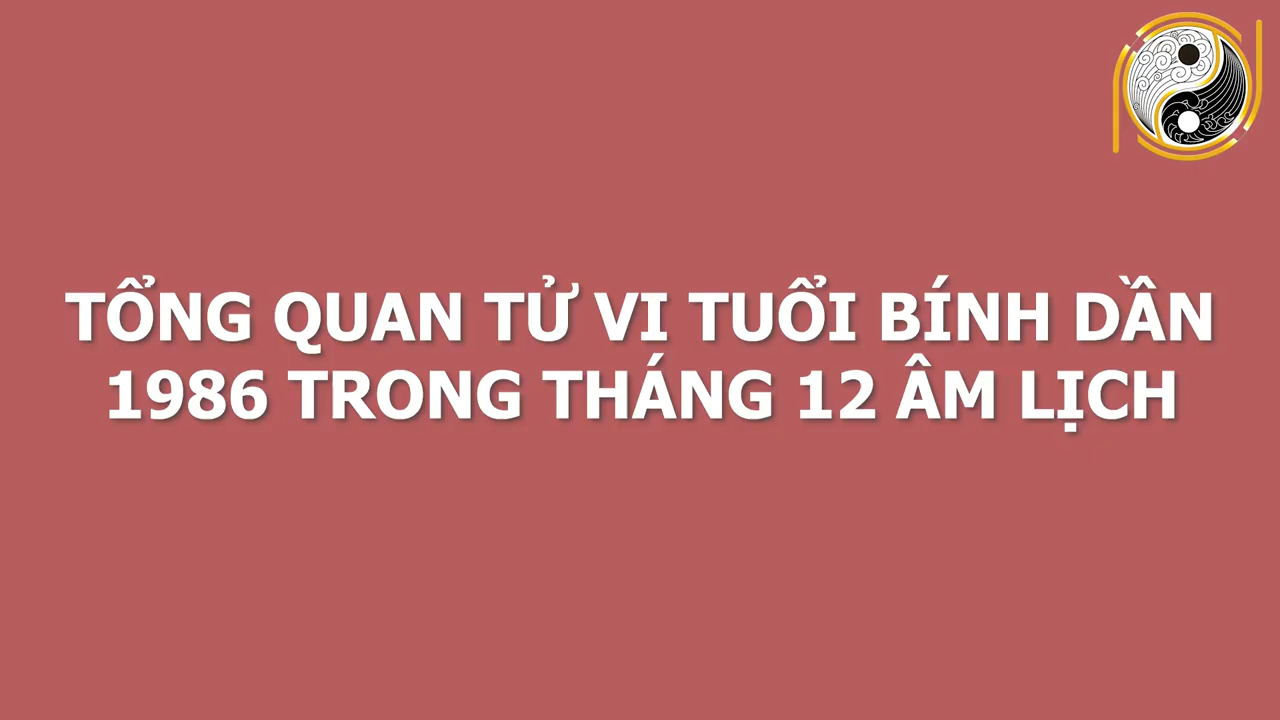 TỔNG QUAN TỬ VI TUỔI BÍNH DẦN
1986 TRONG THÁNG 12 ÂM LỊCH